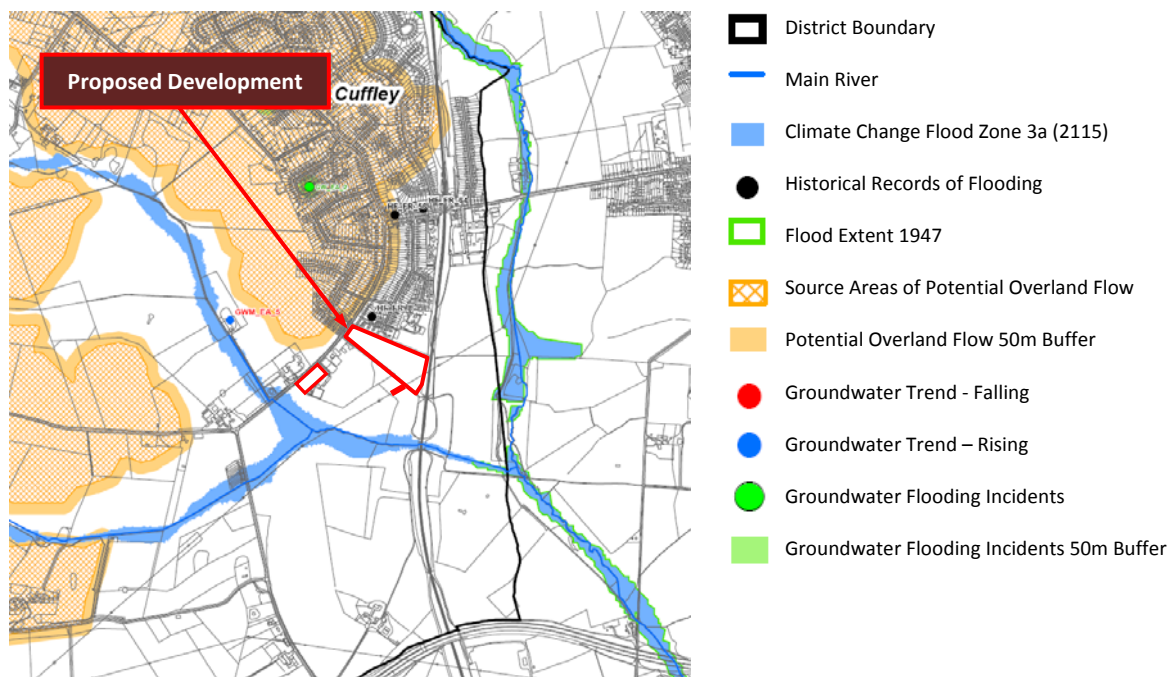 Proposed Development
Cuffley
GWM_EA_5
District Boundary
Main River
Climate Change Flood Zone 3a (2115)
Historical Records of Flooding
Flood Extent 1947
Source Areas of Potential Overland Flow
Potential Overland Flow 50m Buffer
Groundwater Trend - Falling
Groundwater Trend – Rising
Groundwater Flooding Incidents
Groundwater Flooding Incidents 50m Buffer